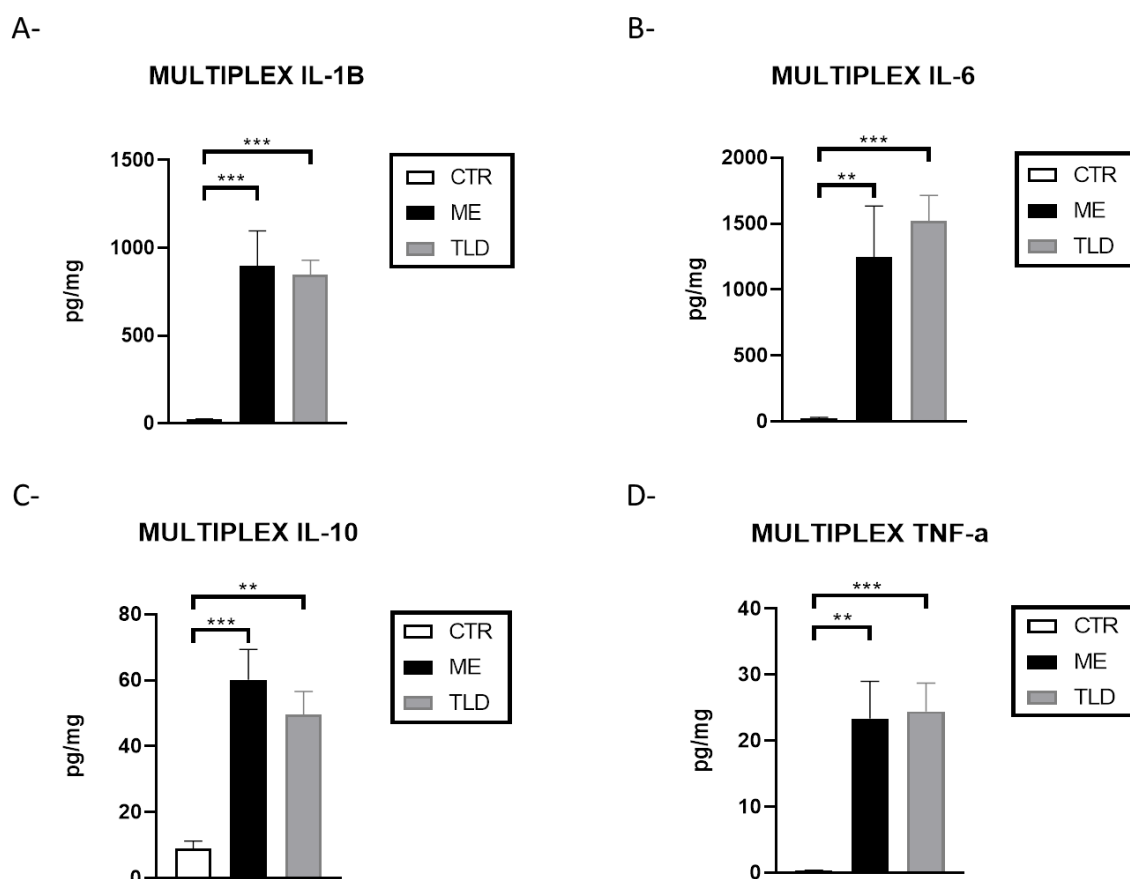 A-
MULTIPLEX IL-1B
***
***
1500
1000
500
0
pg/mg
CTR
ME
TLD
B-
MULTIPLEX IL-6
***
**
2000
1500
1000
500
0
pg/mg
CTR
ME
TLD
C-
MULTIPLEX IL-10
**
***
80
60
40
20
0
pg/mg
CTR
ME
TLD
D-
MULTIPLEX TNF-a
***
**
40
30
20
10
0
pg/mg
CTR
ME
TLD